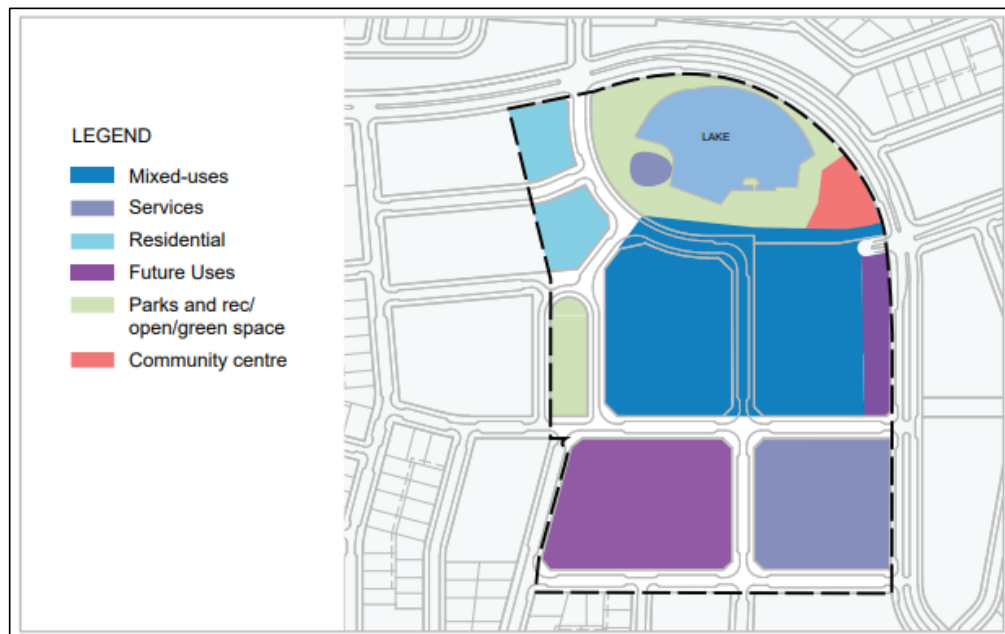 LEGEND
Mixed-uses
Services
Residential
Future Uses
Parks and rec/
open/green space
Community centre
LAKE